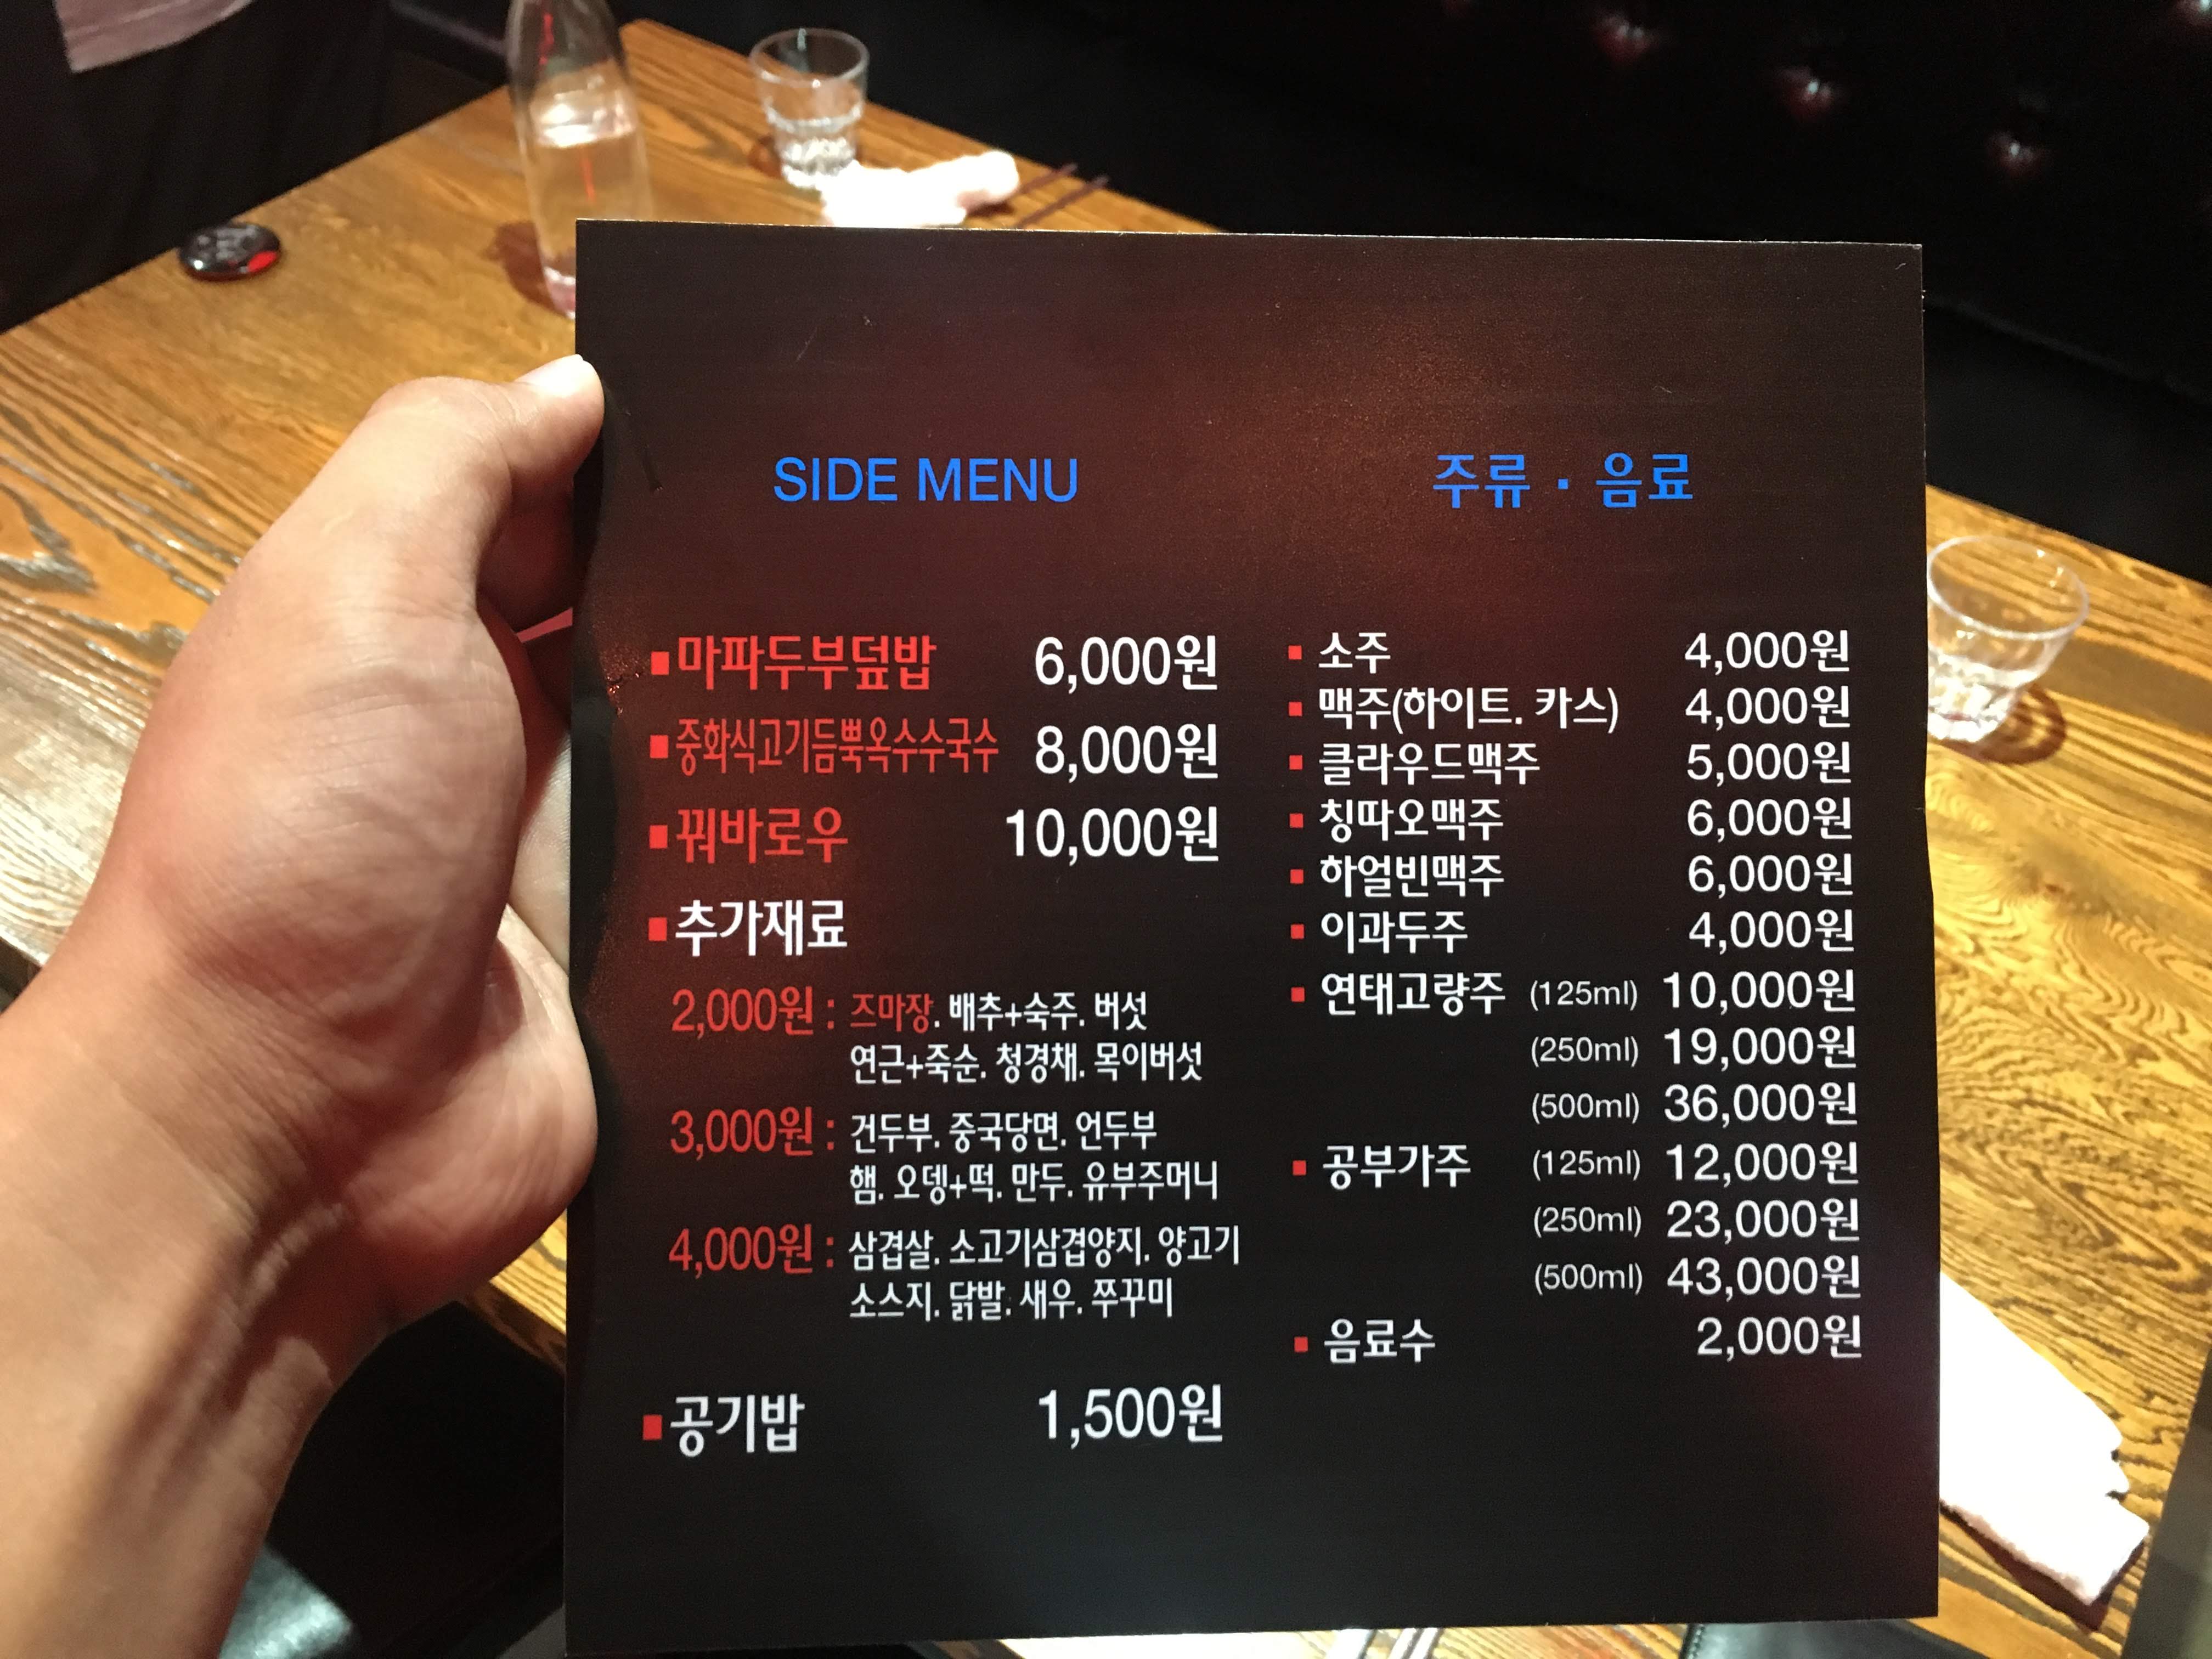 SIDE MENU
■마파두부덮밥 6,000원
■중화식고기듬뿍옥수수국수 8,000원
■꿔바로우 10,000원
■추가재료
2,000원 : 즈마장. 배추+숙주. 버섯
연근+죽순. 청경채. 목이버섯
3,000원 : 건두부. 중국당면. 언두부
햄. 오뎅+떡. 만두. 유부주머니
4,000원 : 삼겹살. 소고기삼겹양지. 양고기
소스지. 닭발. 새우. 쭈꾸미
■공기밥 1,500원
주류 · 음료
■ 소주 4,000원
■ 맥주(하이트. 카스) 4,000원
■ 클라우드맥주 5,000원
■ 칭따오맥주 6,000원
■ 하얼빈맥주 6,000원
■ 이과두주 4,000원
■ 연태고량주 (125ml) 10,000원
(250ml) 19,000원
(500ml) 36,000원
■ 공부가주 (125ml) 12,000원
(250ml) 23,000원
(500ml) 43,000원
■ 음료수 2,000원